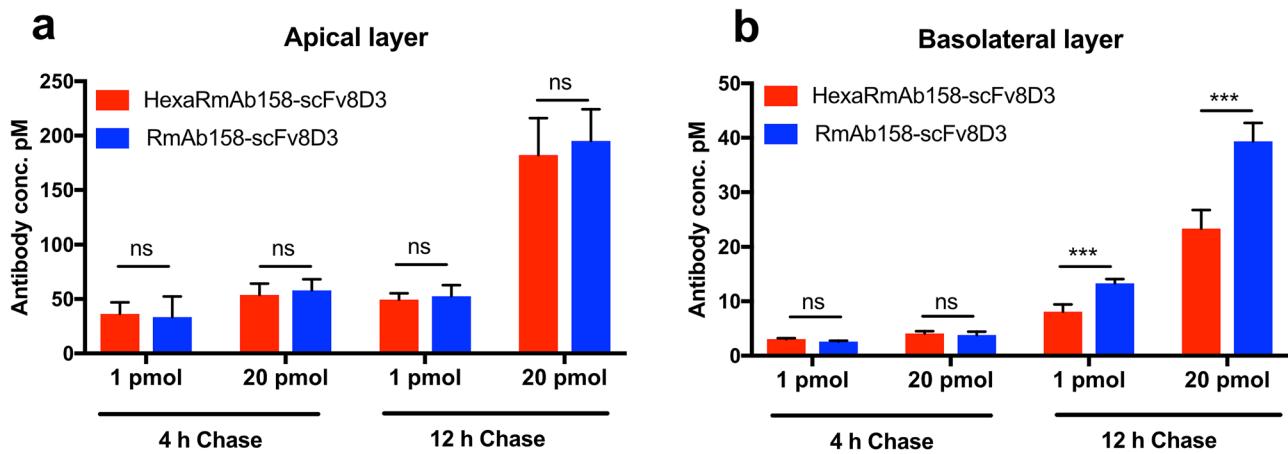 a
Apical layer
Antibody conc. pM
250
200
150
100
50
0
HexaRmAb158-scFv8D3
RmAb158-scFv8D3
ns
ns
ns
ns
1 pmol
20 pmol
1 pmol
20 pmol
4 h Chase
12 h Chase
b
Basolateral layer
Antibody conc. pM
50
40
30
20
10
0
HexaRmAb158-scFv8D3
RmAb158-scFv8D3
ns
ns
***
***
1 pmol
20 pmol
1 pmol
20 pmol
4 h Chase
12 h Chase